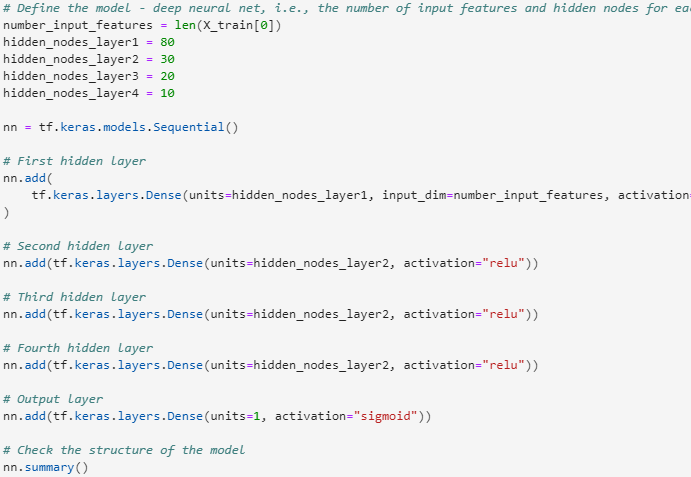 # Define the model - deep neural net, i.e., the number of input features and hidden nodes for
number_input_features = len(X_train[0])
hidden_nodes_layer1 = 80
hidden_nodes_layer2 = 30
hidden_nodes_layer3 = 20
hidden_nodes_layer4 = 10
nn = tf.keras.models.Sequential()
# First hidden layer
nn.add(
tf.keras.layers.Dense(units=hidden_nodes_layer1, input_dim=number_input_features, activation=
)
# Second hidden layer
nn.add(tf.keras.layers.Dense(units=hidden_nodes_layer2, activation="relu"))
# Third hidden layer
nn.add(tf.keras.layers.Dense(units=hidden_nodes_layer2, activation="relu"))
# Fourth hidden layer
nn.add(tf.keras.layers.Dense(units=hidden_nodes_layer2, activation="relu"))
# Output layer
nn.add(tf.keras.layers.Dense(units=1, activation="sigmoid"))
# Check the structure of the model
nn.summary()